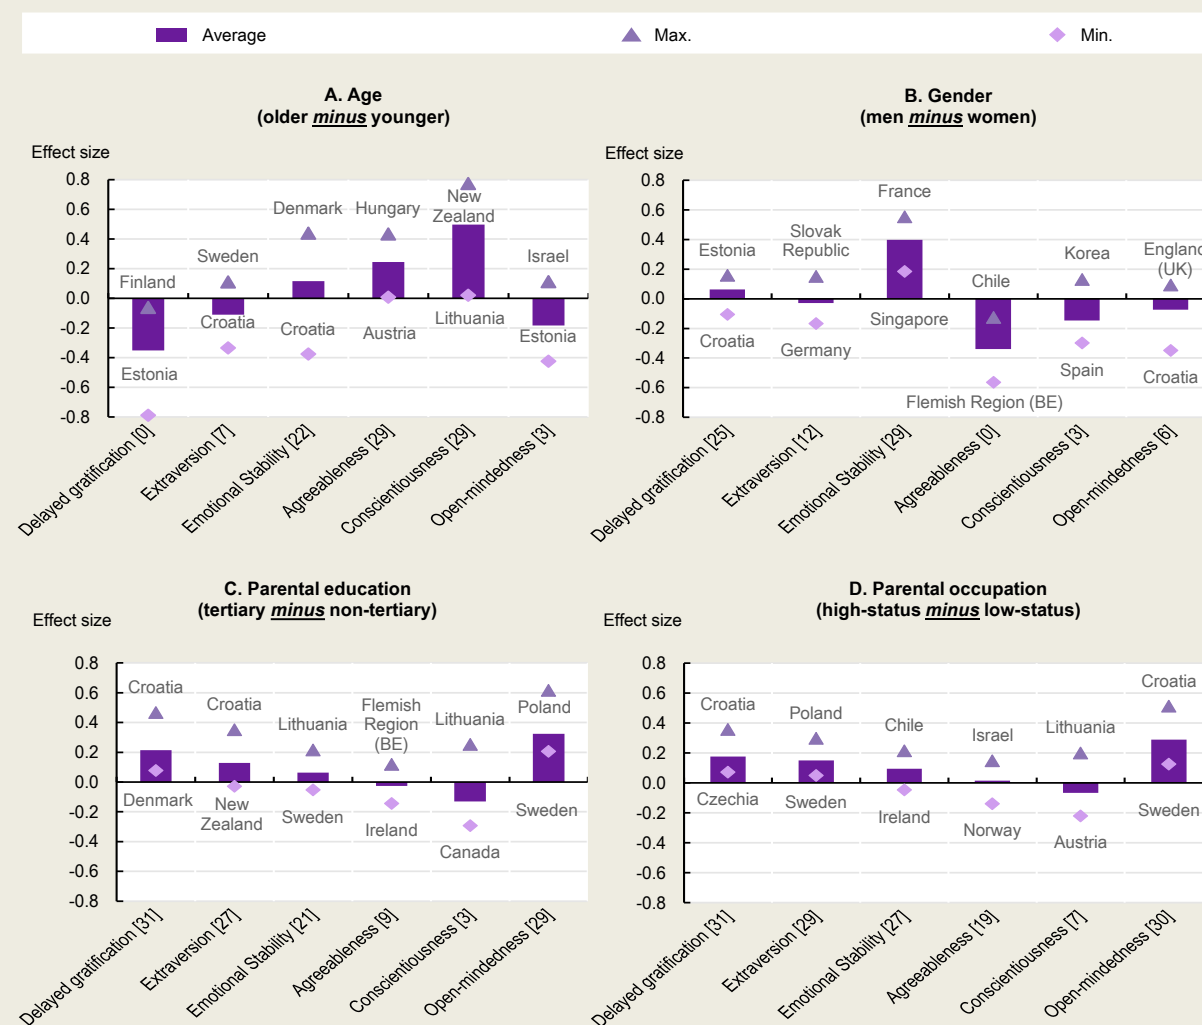 Average
Max.
Min.
A. Age
(older minus younger)
Effect size
0.8
0.6
0.4
0.2
0.0
-0.2
-0.4
-0.6
-0.8
Finland
Estonia
Sweden
Croatia
Denmark
Croatia
Hungary
Austria
New
Zealand
Lithuania
Israel
Estonia
Delayed gratification [0]
Extraversion [7]
Emotional Stability [22]
Agreeableness [29]
Conscientiousness [29]
Open-mindedness [3]
B. Gender
(men minus women)
Effect size
0.8
0.6
0.4
0.2
0.0
-0.2
-0.4
-0.6
-0.8
Estonia
Croatia
Slovak
Republic
Germany
France
Singapore
Chile
Flemish Region (BE)
Korea
Spain
England
(UK)
Croatia
Delayed gratification [25]
Extraversion [12]
Emotional Stability [29]
Agreeableness [0]
Conscientiousness [3]
Open-mindedness [6]
C. Parental education
(tertiary minus non-tertiary)
Effect size
0.8
0.6
0.4
0.2
0.0
-0.2
-0.4
-0.6
-0.8
Croatia
Denmark
Croatia
New
Zealand
Lithuania
Sweden
Flemish
Region
(BE)
Ireland
Lithuania
Canada
Poland
Sweden
Delayed gratification [31]
Extraversion [27]
Emotional Stability [21]
Agreeableness [9]
Conscientiousness [3]
Open-mindedness [29]
D. Parental occupation
(high-status minus low-status)
Effect size
0.8
0.6
0.4
0.2
0.0
-0.2
-0.4
-0.6
-0.8
Croatia
Czechia
Poland
Sweden
Chile
Ireland
Israel
Norway
Lithuania
Austria
Croatia
Sweden
Delayed gratification [31]
Extraversion [29]
Emotional Stability [27]
Agreeableness [19]
Conscientiousness [7]
Open-mindedness [30]